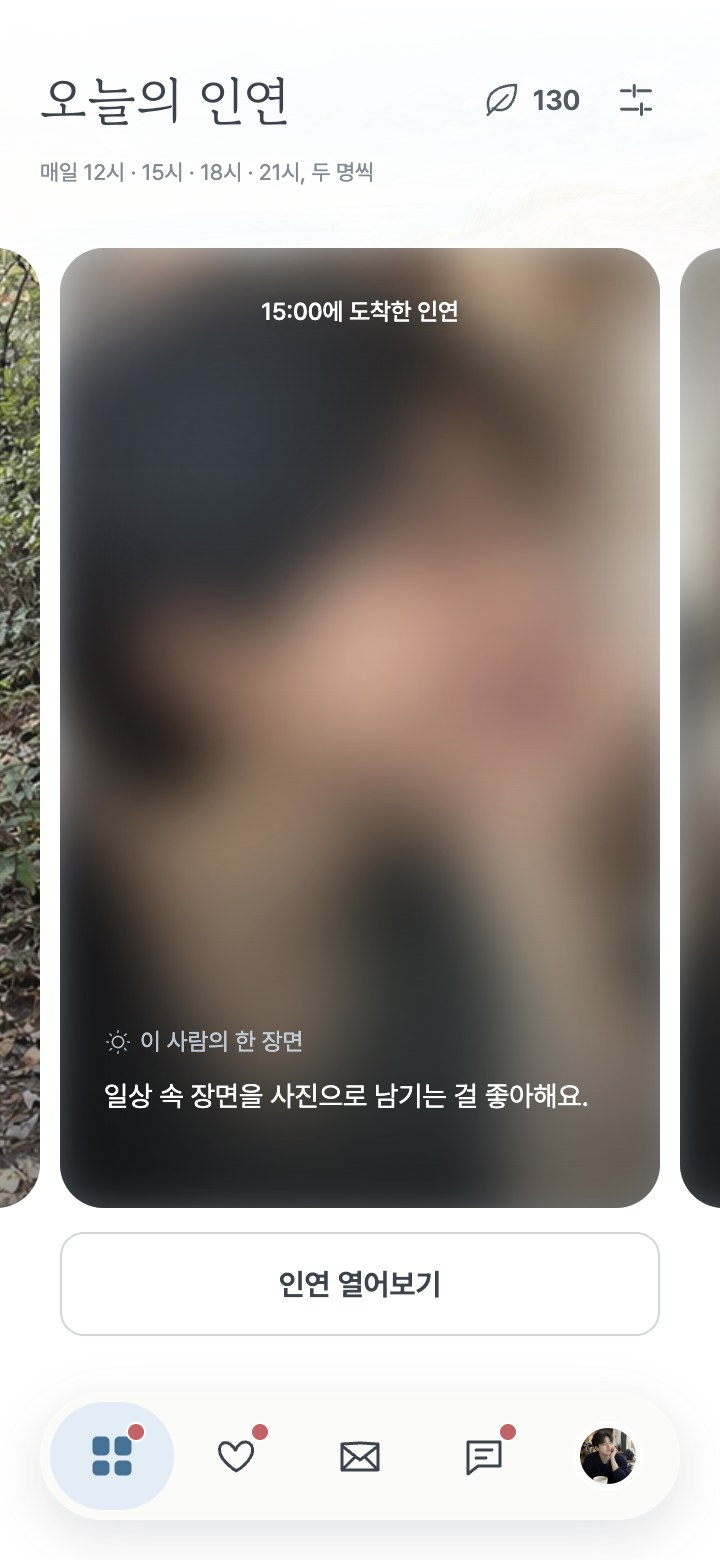 오늘의 인연
130
매일 12시 · 15시 · 18시 · 21시, 두 명씩
15:00에 도착한 인연
이 사람의 한 장면
일상 속 장면을 사진으로 남기는 걸 좋아해요.
인연 열어보기